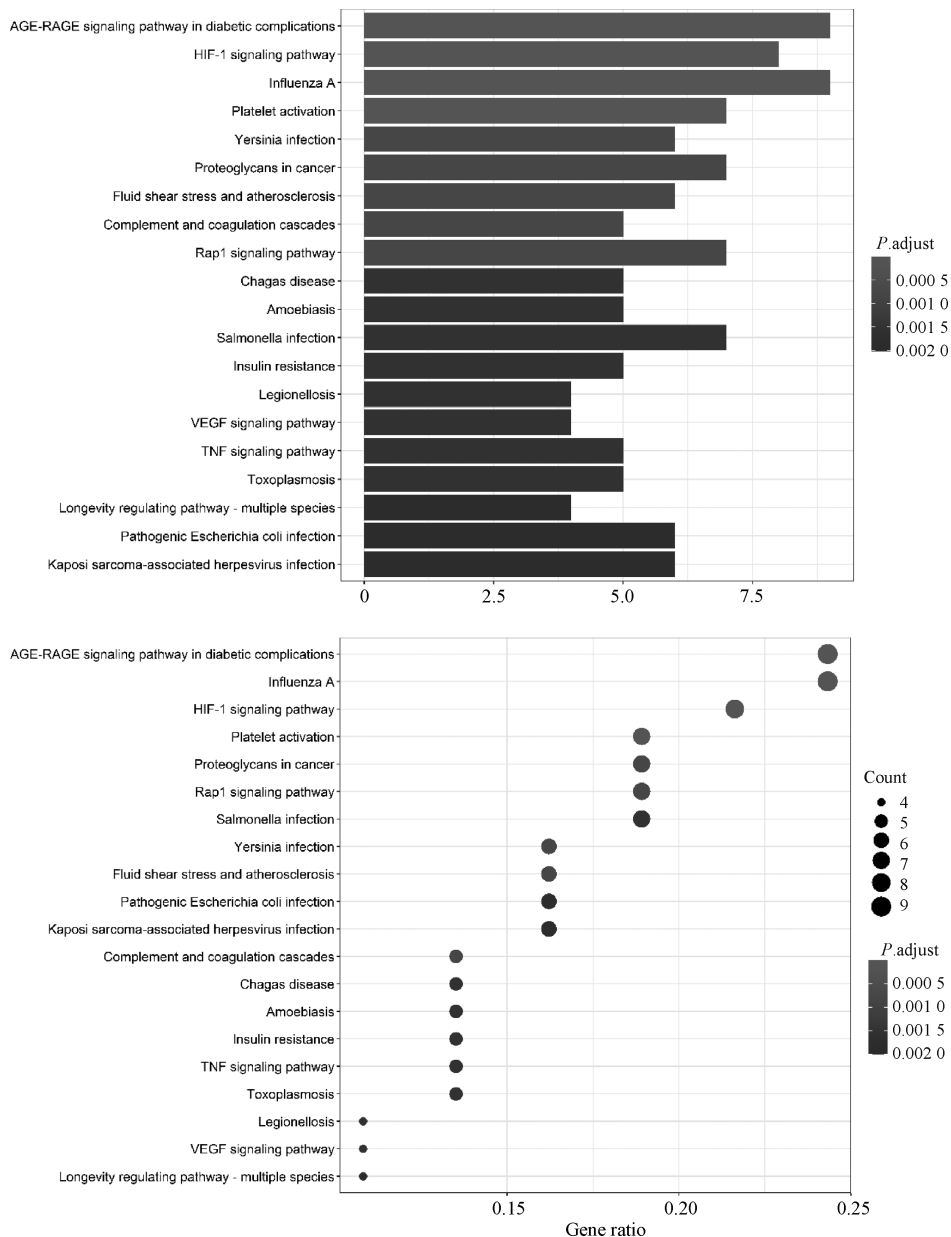 AGE-RAGE signaling pathway in diabetic complications
HIF-1 signaling pathway
Influenza A
Platelet activation
Yersinia infection
Proteoglycans in cancer
Fluid shear stress and atherosclerosis
Complement and coagulation cascades
Rap1 signaling pathway
Chagas disease
Amoebiasis
Salmonella infection
Insulin resistance
Legionellosis
VEGF signaling pathway
TNF signaling pathway
Toxoplasmosis
Longevity regulating pathway - multiple species
Pathogenic Escherichia coli infection
Kaposi sarcoma-associated herpesvirus infection
0 2.5 5.0 7.5
P.adjust
0.000 5
0.001 0
0.001 5
0.002 0
AGE-RAGE signaling pathway in diabetic complications
Influenza A
HIF-1 signaling pathway
Platelet activation
Proteoglycans in cancer
Rap1 signaling pathway
Salmonella infection
Yersinia infection
Fluid shear stress and atherosclerosis
Pathogenic Escherichia coli infection
Kaposi sarcoma-associated herpesvirus infection
Complement and coagulation cascades
Chagas disease
Amoebiasis
Insulin resistance
TNF signaling pathway
Toxoplasmosis
Legionellosis
VEGF signaling pathway
Longevity regulating pathway - multiple species
0.15 0.20 0.25
Gene ratio
Count
4
5
6
7
8
9
P.adjust
0.000 5
0.001 0
0.001 5
0.002 0